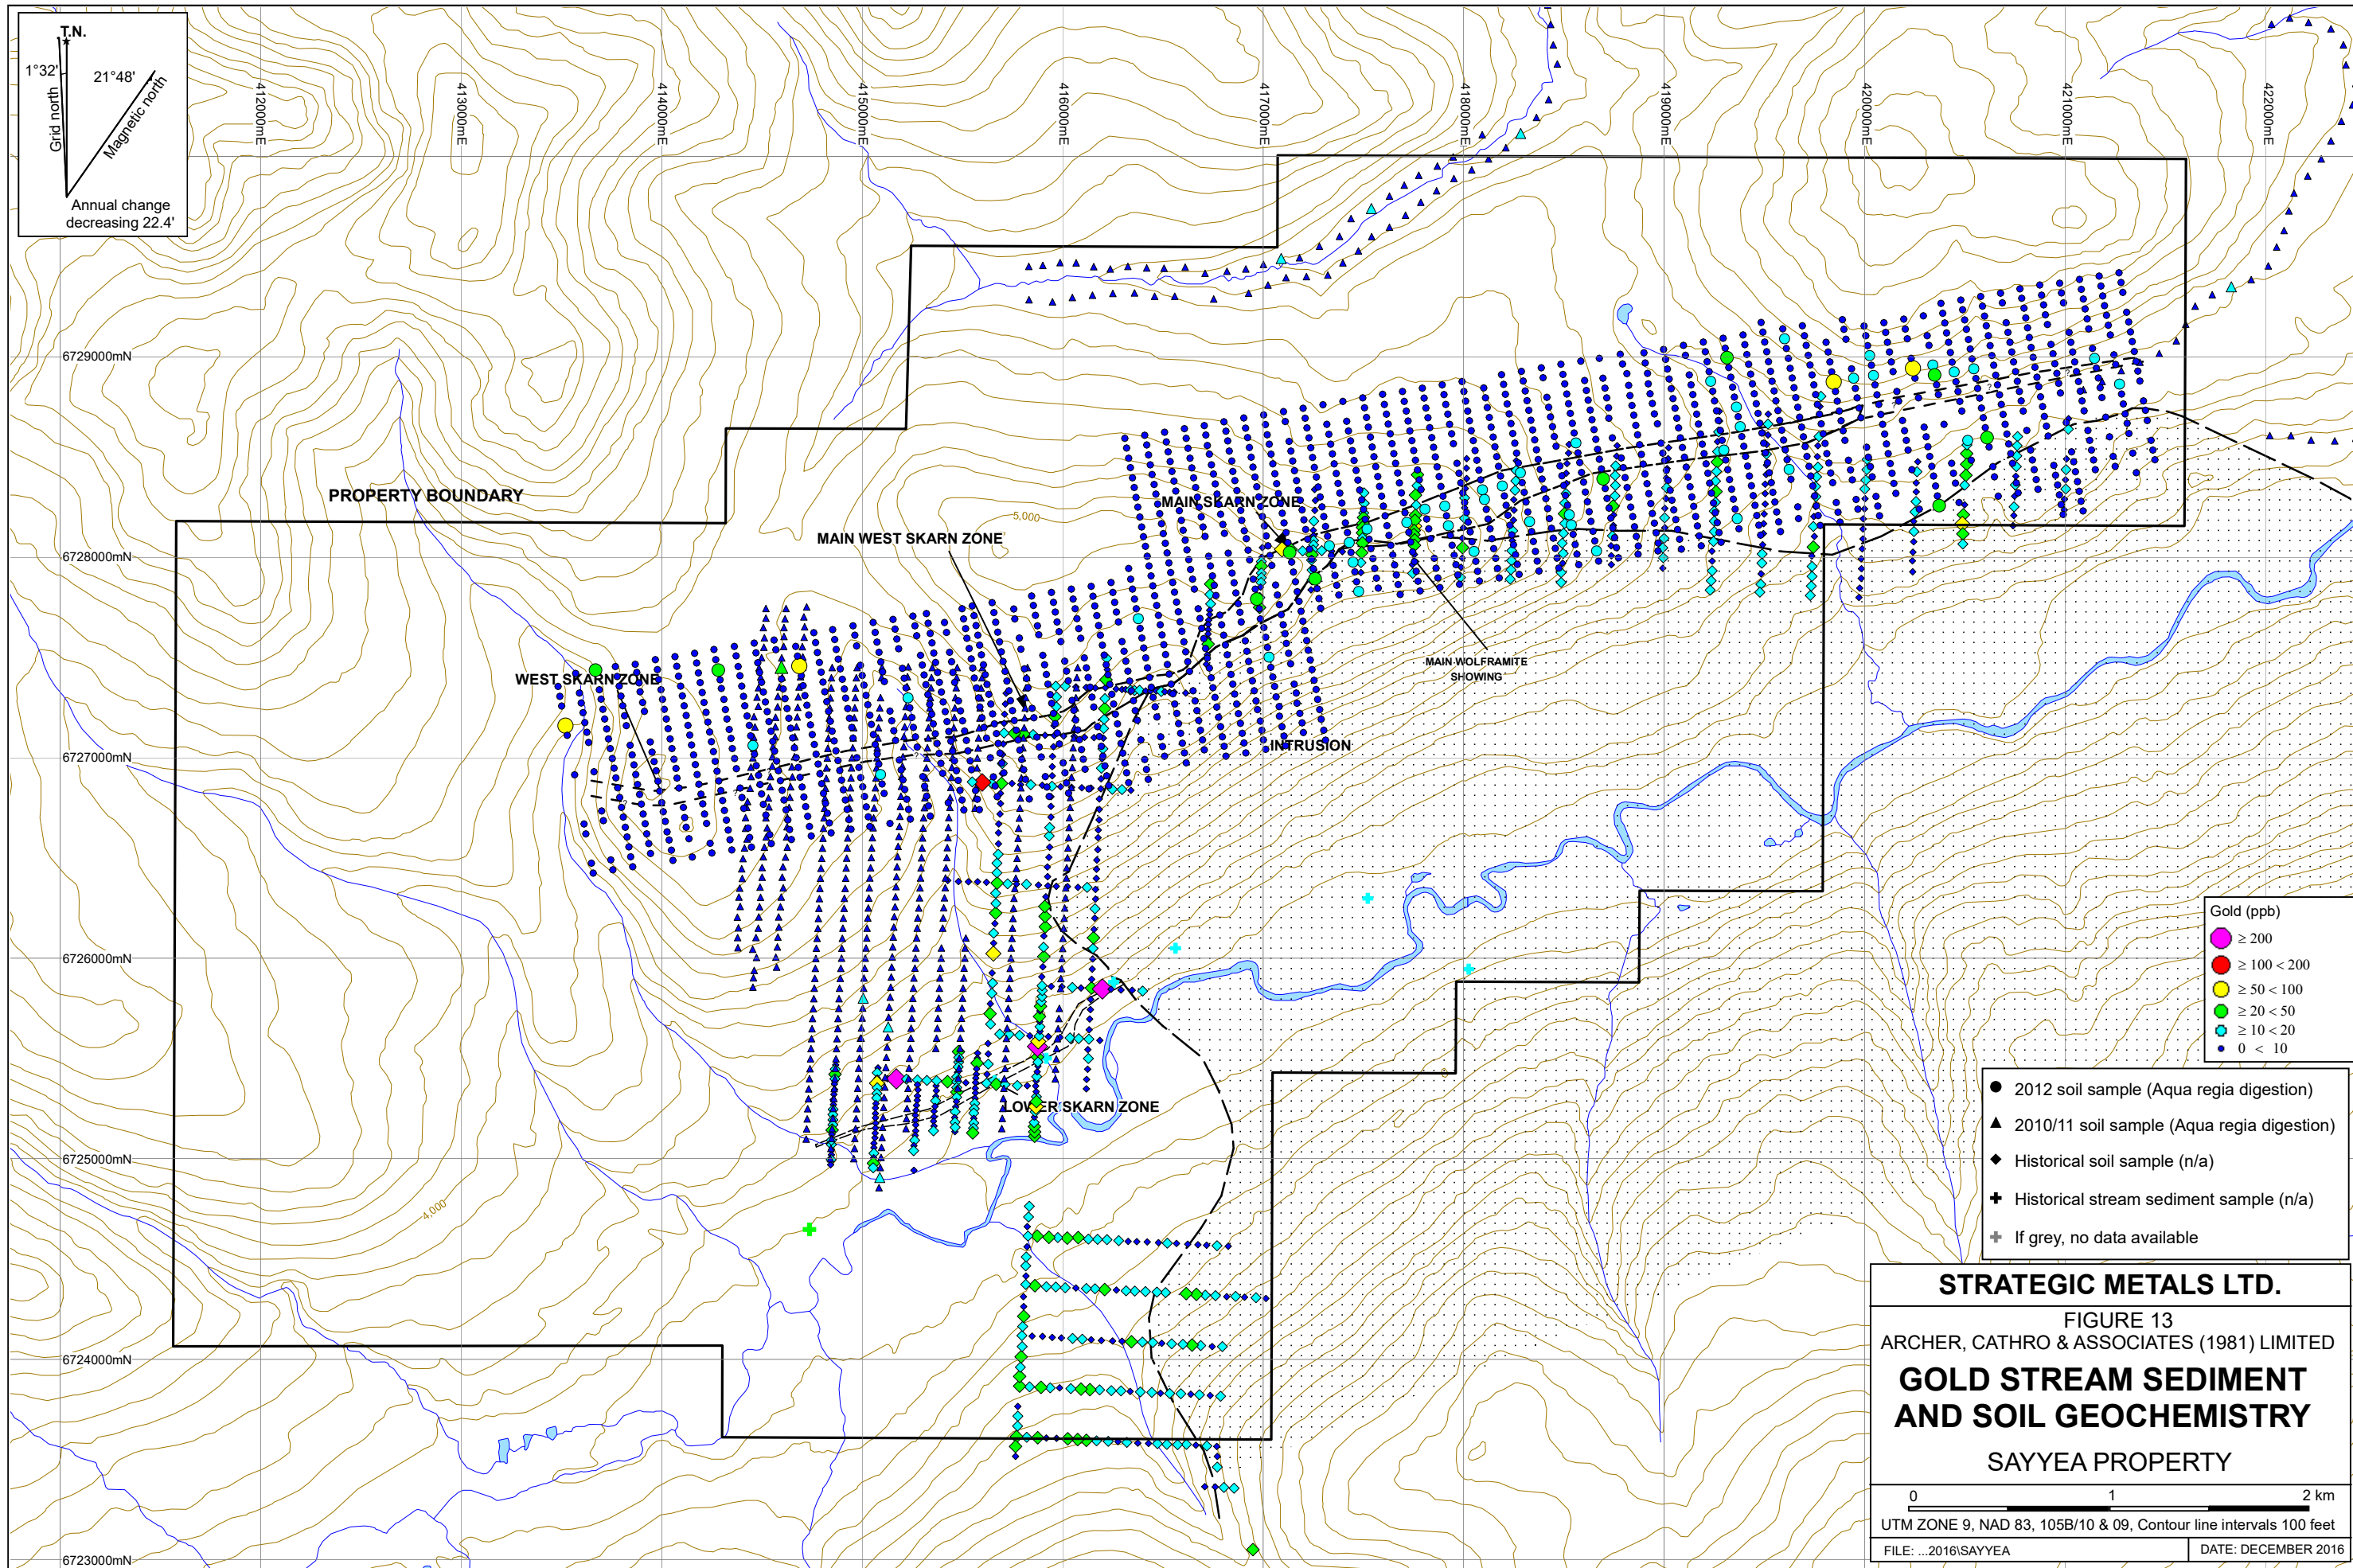 T.N.
1°32'
21°48'
Grid north
Magnetic north
Annual change
decreasing 22.4'
412000mE
413000mE
414000mE
415000mE
416000mE
417000mE
418000mE
419000mE
420000mE
421000mE
422000mE
6729000mN
6728000mN
6727000mN
6726000mN
6725000mN
6724000mN
6723000mN
PROPERTY BOUNDARY
5,000
MAIN SKARN ZONE
MAIN WEST SKARN ZONE
MAIN WOLFRAMITE
SHOWING
WEST SKARN ZONE
INTRUSION
LOWER SKARN ZONE
4,000
Gold (ppb)
≥ 200
≥ 100 < 200
≥ 50 < 100
≥ 20 < 50
≥ 10 < 20
0 < 10
2012 soil sample (Aqua regia digestion)
2010/11 soil sample (Aqua regia digestion)
Historical soil sample (n/a)
Historical stream sediment sample (n/a)
If grey, no data available
STRATEGIC METALS LTD.
FIGURE 13
ARCHER, CATHRO & ASSOCIATES (1981) LIMITED
GOLD STREAM SEDIMENT
AND SOIL GEOCHEMISTRY
SAYYEA PROPERTY
0 1 2 km
UTM ZONE 9, NAD 83, 105B/10 & 09, Contour line intervals 100 feet
FILE: ...2016\SAYYEA DATE: DECEMBER 2016